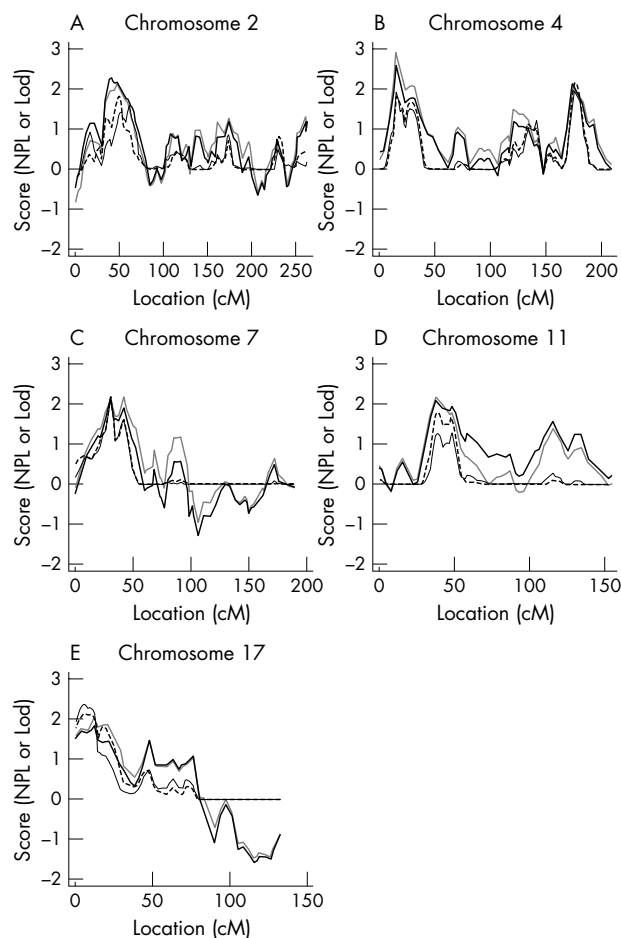 A Chromosome 2
3
2
1
0
–1
–2
Score (NPL or Lod)
0 50 100 150 200 250
Location (cM)
B Chromosome 4
3
2
1
0
–1
–2
Score (NPL or Lod)
0 50 100 150 200
Location (cM)
C Chromosome 7
3
2
1
0
–1
–2
Score (NPL or Lod)
0 50 100 150 200
Location (cM)
D Chromosome 11
3
2
1
0
–1
–2
Score (NPL or Lod)
0 50 100 150
Location (cM)
E Chromosome 17
3
2
1
0
–1
–2
Score (NPL or Lod)
0 50 100 150
Location (cM)